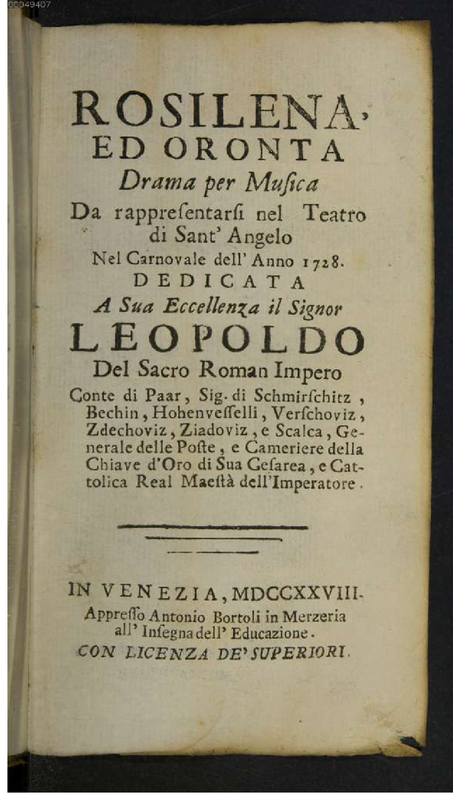 00049407
ROSILENA,
ED ORONTA
Drama per Muſica
Da rappreſentarſi nel Teatro
di Sant' Angelo
Nel Carnovale dell' Anno 1728.
DEDICATA
A Sua Eccellenza il Signor
LEOPOLDO
Del Sacro Roman Impero
Conte di Paar, Sig. di Schmirſchitz,
Bechin, Hohenveſſelli, Verſchoviz,
Zdechoviz, Ziadoviz, e Scalca, Ge-
nerale delle Poſte, e Cameriere della
Chiave d'Oro di Sua Ceſarea, e Cat-
tolica Real Maeſtà dell'Imperatore.
IN VENEZIA, MDCCXXVIII.
Appreſſo Antonio Bortoli in Merzeria
all' Inſegna dell' Educazione.
CON LICENZA DE' SUPERIORI.